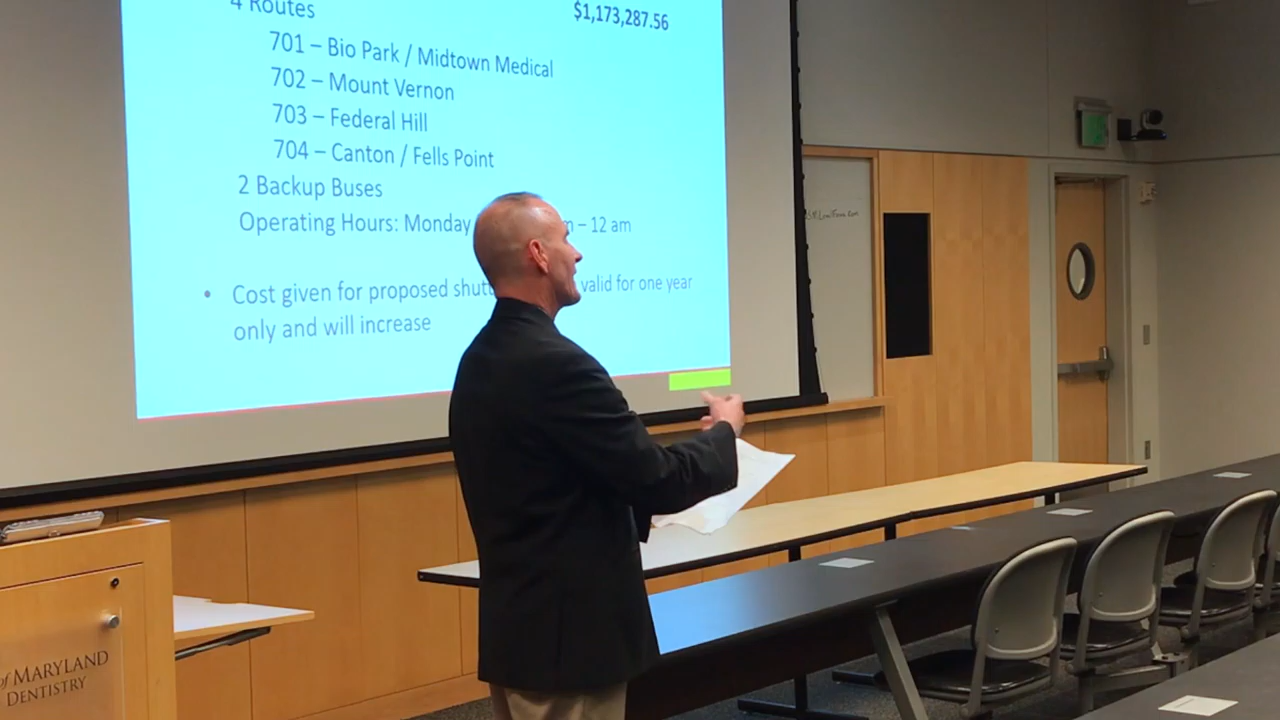 4 Routes $1,173,287.56
701 – Bio Park / Midtown Medical
702 – Mount Vernon
703 – Federal Hill
704 – Canton / Fells Point
2 Backup Buses
Operating Hours: Monday – 12 am
• Cost given for proposed valid for one year
only and will increase
of MARYLAND
DENTISTRY